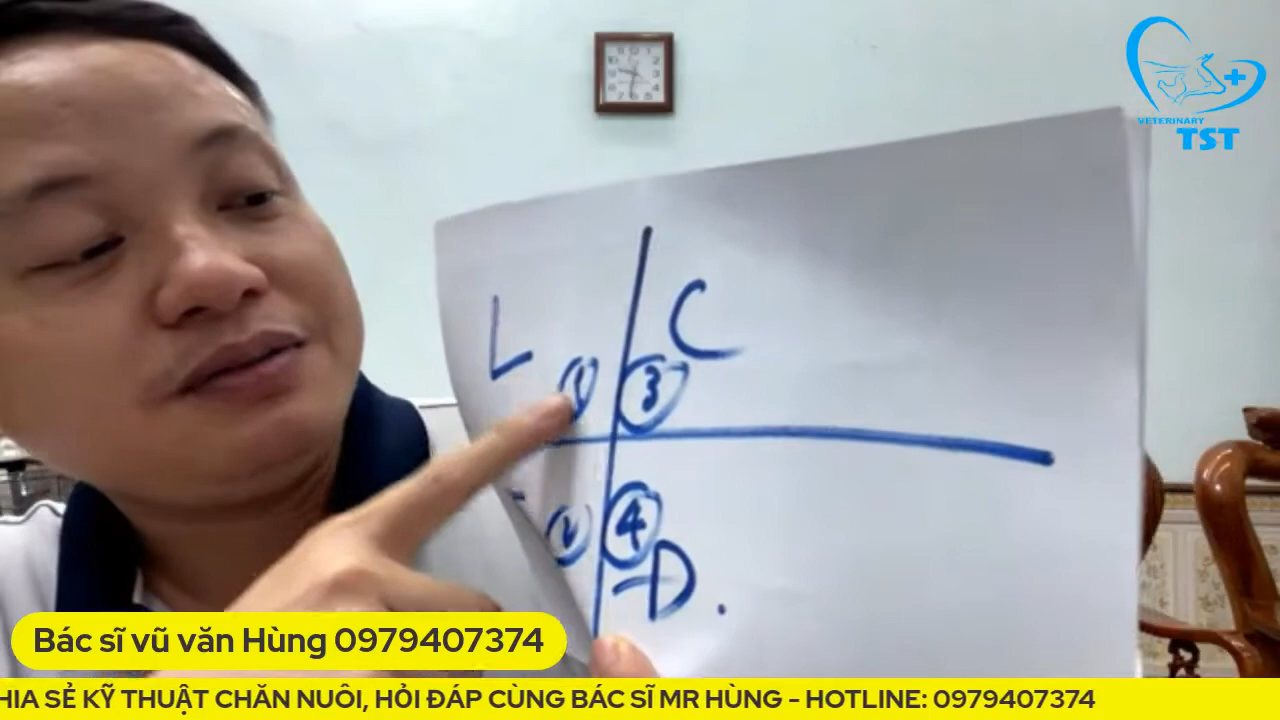 VETERINARY
TST
L
C
1
3
2
4
Đ.
Bác sĩ vũ văn Hùng 0979407374
HIA SẺ KỸ THUẬT CHĂN NUÔI, HỎI ĐÁP CÙNG BÁC SĨ MR HÙNG - HOTLINE: 0979407374